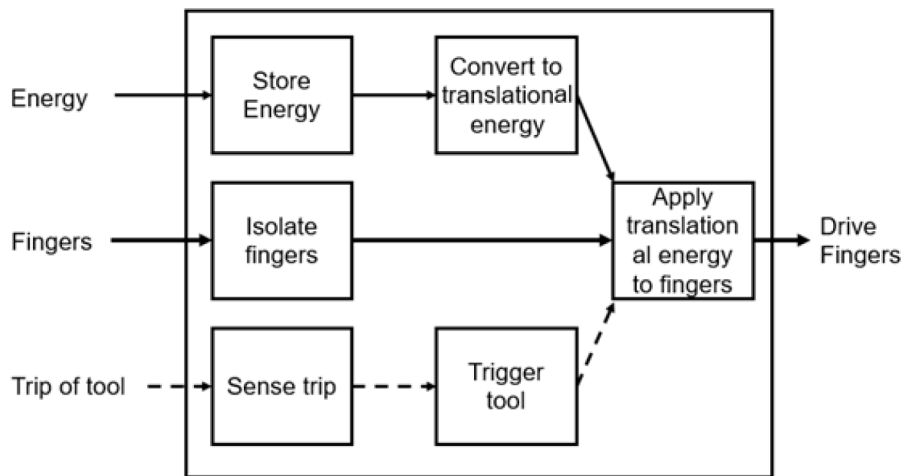 Energy
Store
Energy
Convert to
translational
energy
Fingers
Isolate
fingers
Apply
translation
al energy
to fingers
Drive
Fingers
Trip of tool
Sense trip
Trigger
tool